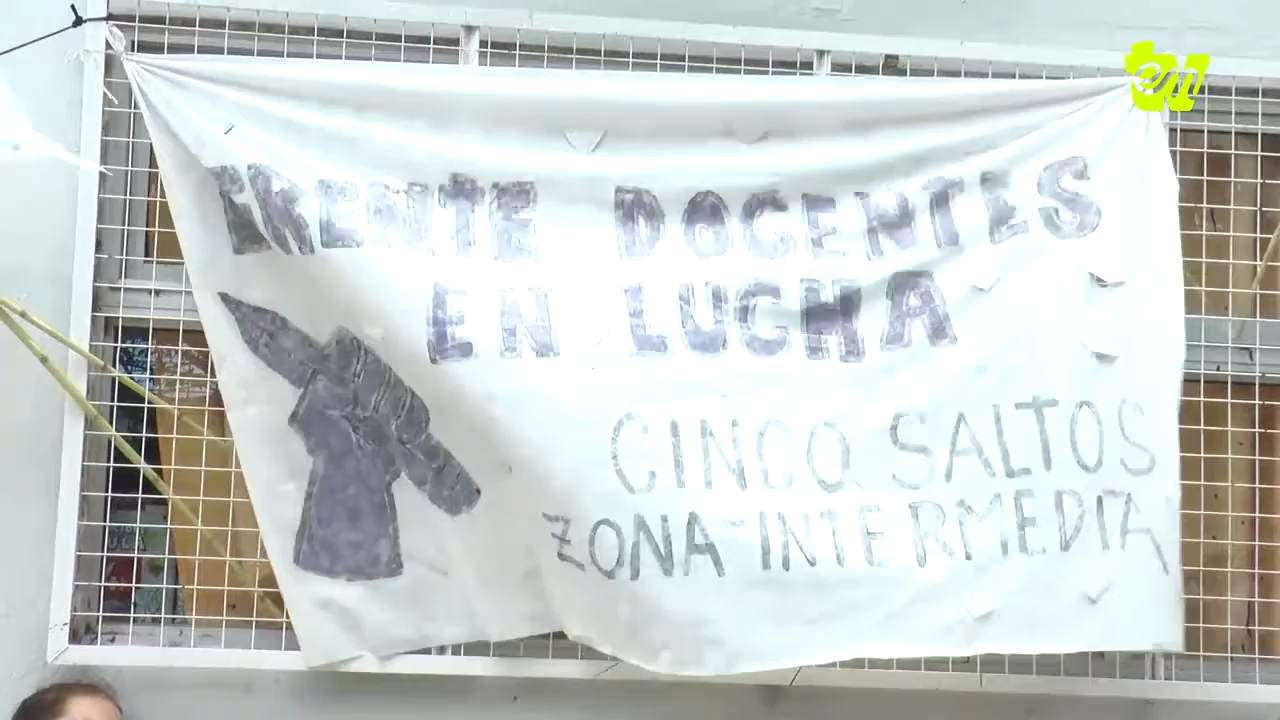 FRENTE DOCENTES
EN LUCHA
CINCO SALTOS
ZONA INTERMEDIA